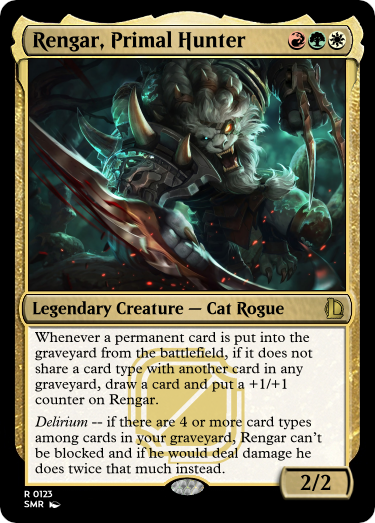 Rengar, Primal Hunter
Legendary Creature — Cat Rogue
Whenever a permanent card is put into the
graveyard from the battlefield, if it does not
share a card type with another card in any
graveyard, draw a card and put a +1/+1
counter on Rengar.
Delirium -- if there are 4 or more card types
among cards in your graveyard, Rengar can't
be blocked and if he would deal damage he
does twice that much instead.
2/2
R 0123
SMR